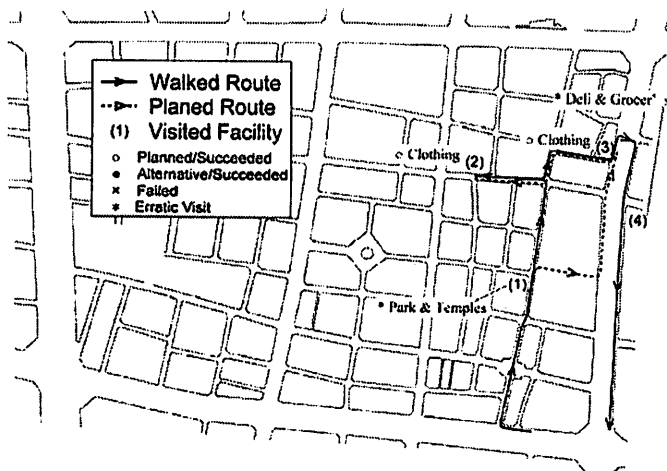 Walked Route
Planed Route
(1) Visited Facility
o Planned/Succeeded
● Alternative/Succeeded
× Failed
* Erratic Visit
* Deli & Grocer
○ Clothing
(3)
○ Clothing
(2)
(4)
(1)
* Park & Temples